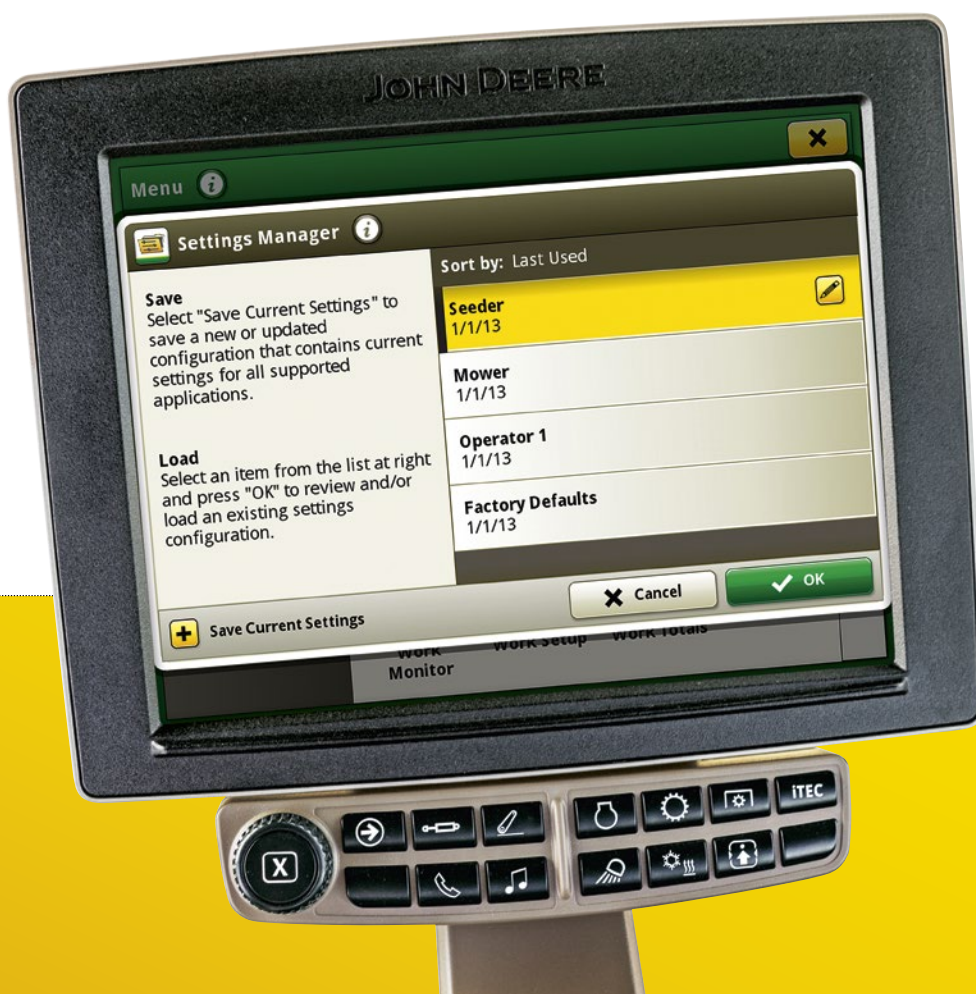 JOHN DEERE
Menu
Settings Manager
Save
Select "Save Current Settings" to
save a new or updated
configuration that contains current
settings for all supported
applications.
Load
Select an item from the list at right
and press "OK" to review and/or
load an existing settings
configuration.
Sort by: Last Used
Seeder
1/1/13
Mower
1/1/13
Operator 1
1/1/13
Factory Defaults
1/1/13
Save Current Settings
Cancel
OK
Work
Monitor
Work Setup
Work Totals
X
iTEC